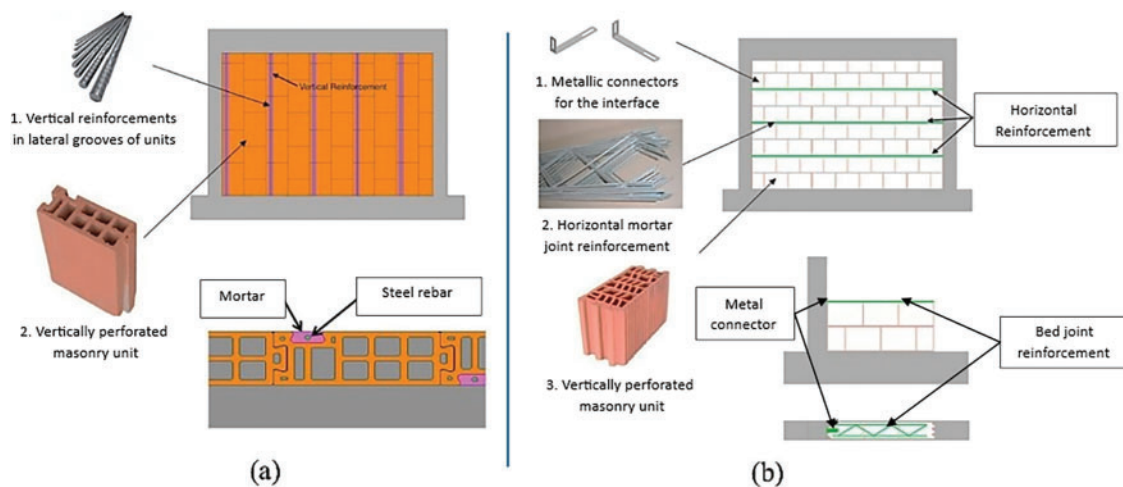 1. Vertical reinforcements
in lateral grooves of units
Vertical Reinforcement
2. Vertically perforated
masonry unit
Mortar
Steel rebar
(a)
1. Metallic connectors
for the interface
Horizontal
Reinforcement
2. Horizontal mortar
joint reinforcement
Metal
connector
Bed joint
reinforcement
3. Vertically perforated
masonry unit
(b)